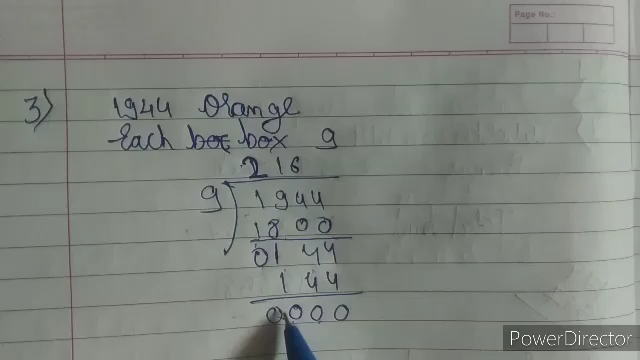 Page No.:
3) 1944 Orange
Each box box 9
216
9 1944
1800
0144
144
0000
PowerDirector